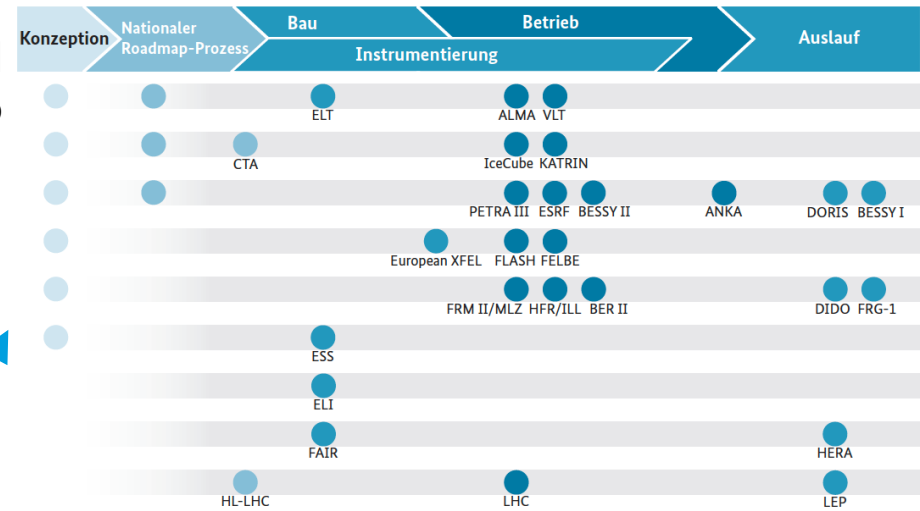 Konzeption
Nationaler
Roadmap-Prozess
Bau
Betrieb
Instrumentierung
Auslauf
ELT ALMA VLT
CTA IceCube KATRIN
PETRA III ESRF BESSY II ANKA DORIS BESSY I
European XFEL FLASH FELBE
FRM II/MLZ HFR/ILL BER II DIDO FRG-1
ESS
ELI
FAIR HERA
HL-LHC LHC LEP